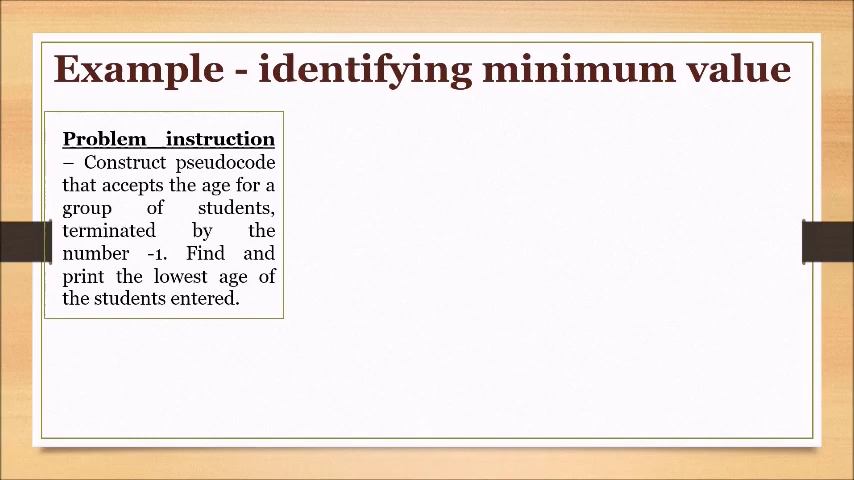 Example - identifying minimum value
Problem instruction
– Construct pseudocode
that accepts the age for a
group of students,
terminated by the
number -1. Find and
print the lowest age of
the students entered.